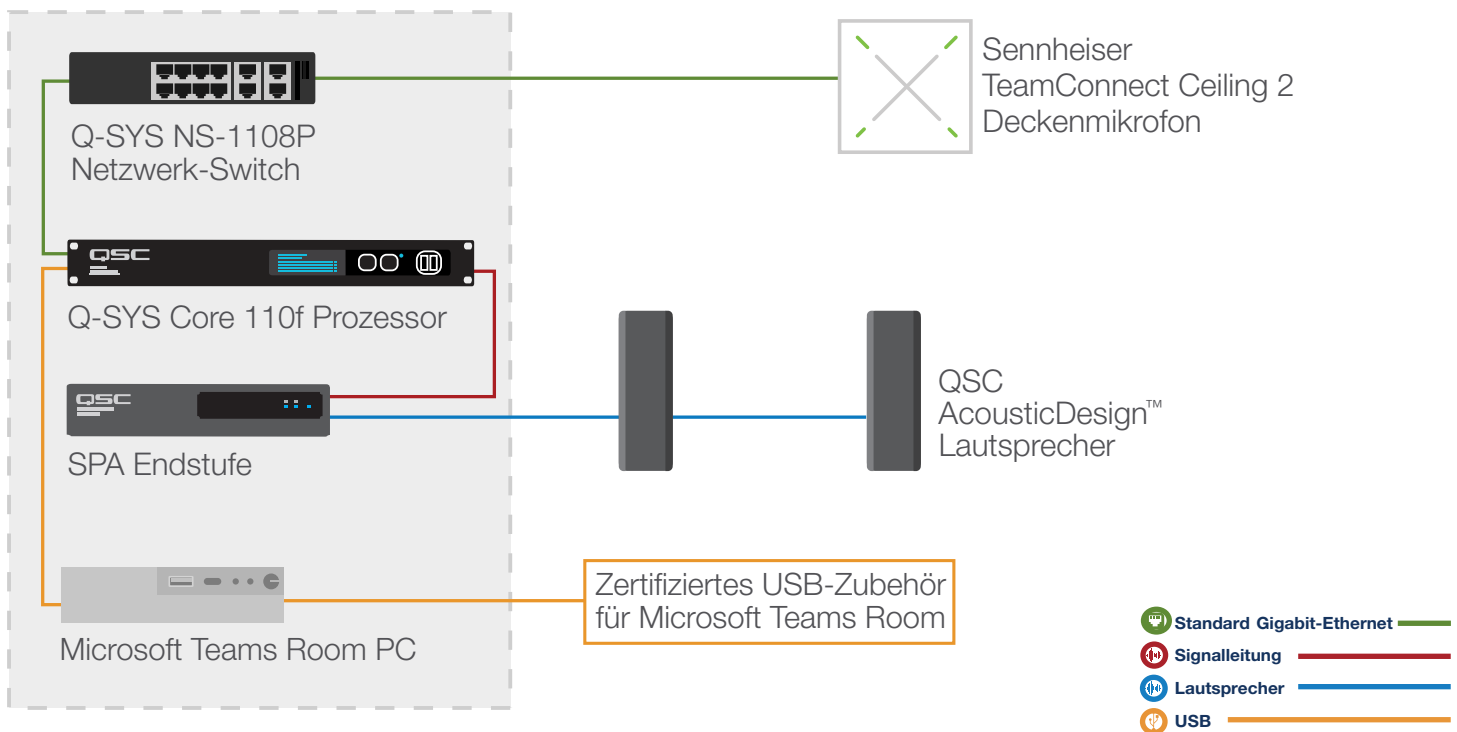 Sennheiser
TeamConnect Ceiling 2
Deckenmikrofon
Q-SYS NS-1108P
Netzwerk-Switch
QSC
Q-SYS Core 110f Prozessor
QSC
SPA Endstufe
QSC
AcousticDesign™
Lautsprecher
Zertifiziertes USB-Zubehör
für Microsoft Teams Room
Microsoft Teams Room PC
Standard Gigabit-Ethernet
Signalleitung
Lautsprecher
USB